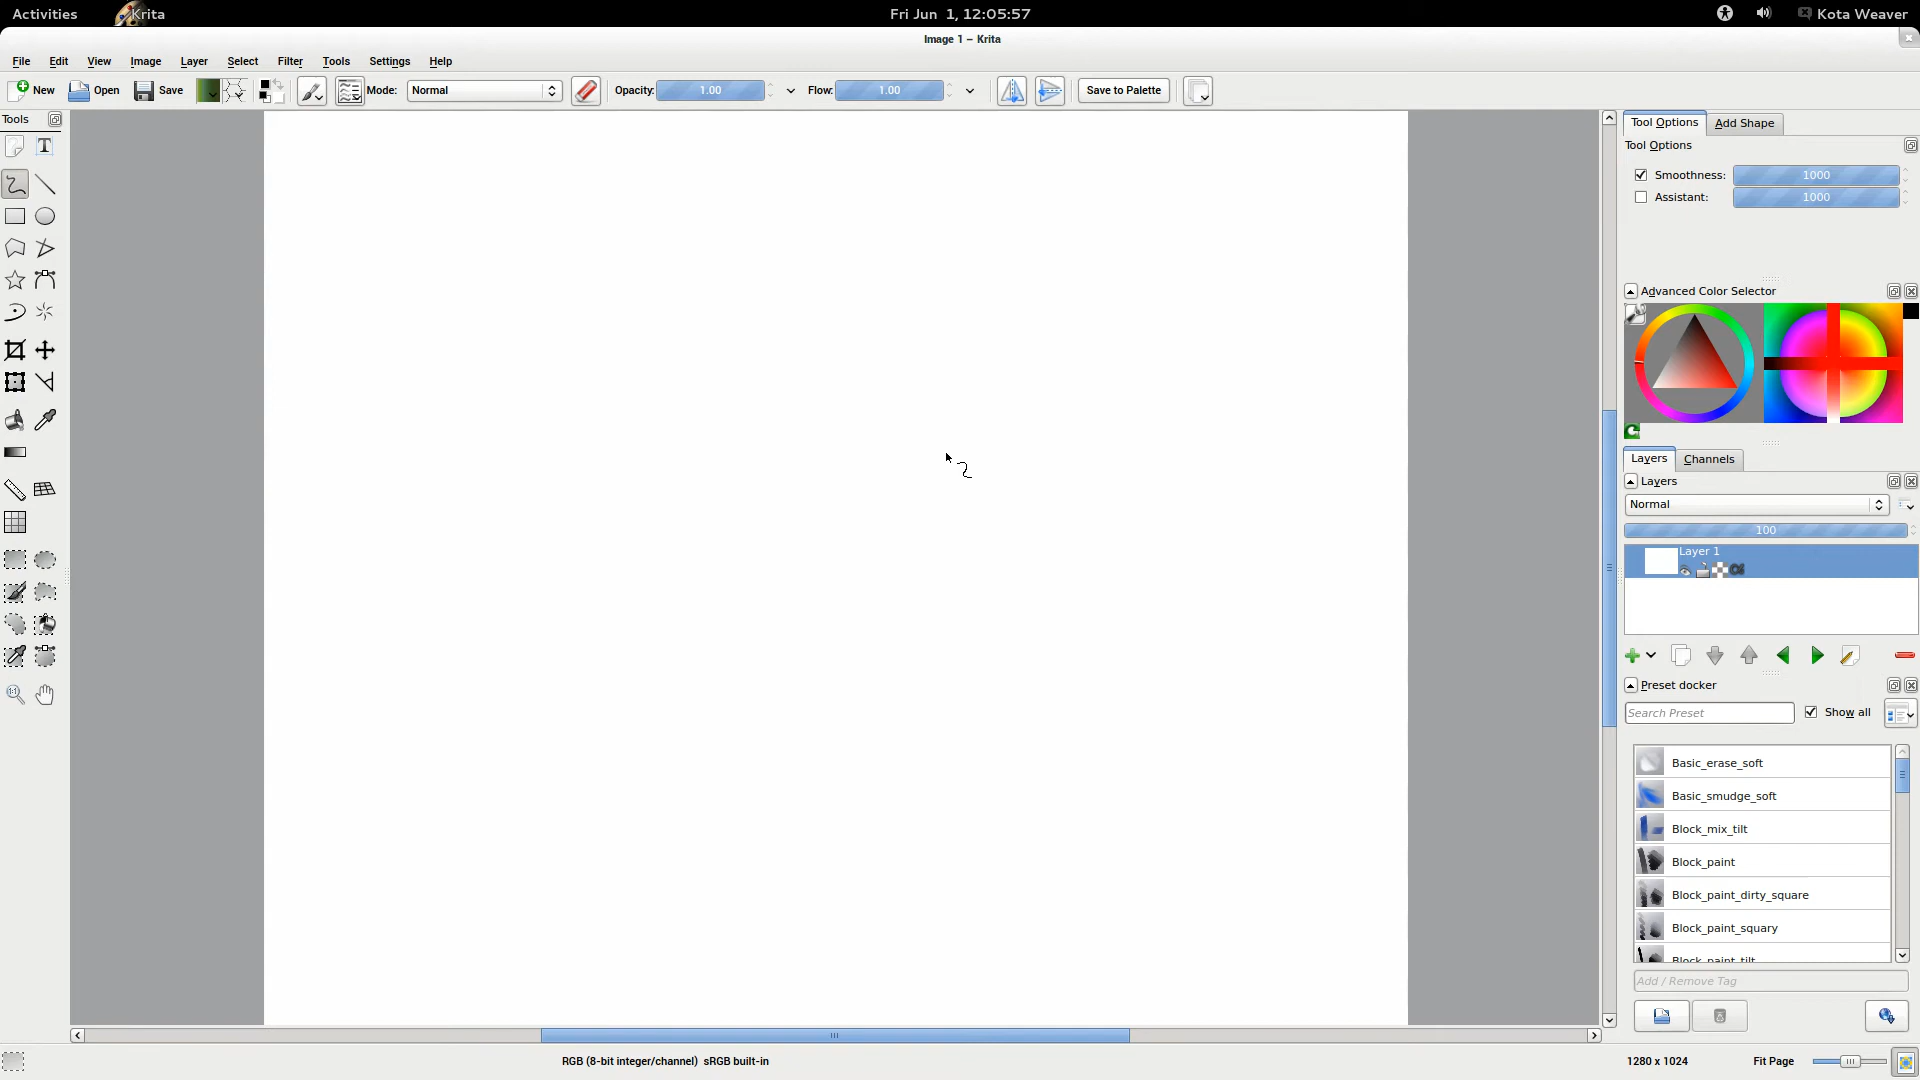 Activities Krita Fri Jun 1, 12:05:57 Kota Weaver
Image 1 – Krita
File Edit View Image Layer Select Filter Tools Settings Help
New Open Save Mode: Normal Opacity: 1.00 Flow: 1.00 Save to Palette
Tools
T
Tool Options Add Shape
Tool Options
Smoothness: 1000
Assistant: 1000
Advanced Color Selector
Layers Channels
Layers
Normal
100
Layer 1
Preset docker
Search Preset Show all
Basic_erase_soft
Basic_smudge_soft
Block_mix_tilt
Block_paint
Block_paint_dirty_square
Block_paint_squary
Block_paint_tilt
Add / Remove Tag
RGB (8-bit integer/channel) sRGB built-in 1280 x 1024 Fit Page